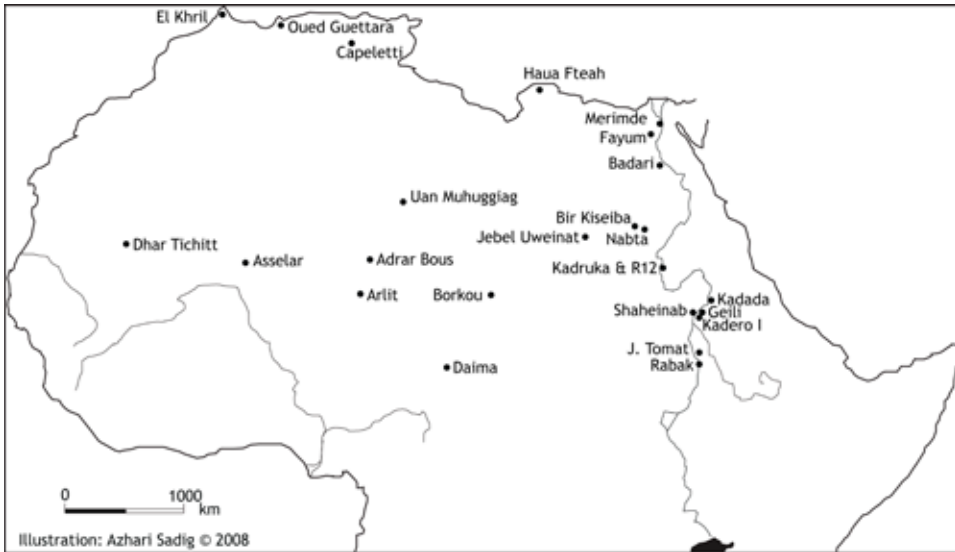 El Khril
Oued Guettara
Capeletti
Haua Fteah
Merimde
Fayum
Badari
Uan Muhuggiag
Bir Kiseiba
Jebel Uweinat
Nabta
Dhar Tichitt
Asselar
Adrar Bous
Kadruka & R12
Arlit
Borkou
Kadada
Shaheinab
Geili
Kadero I
J. Tomat
Rabak
Daima
0 1000
km
Illustration: Azhari Sadig © 2008